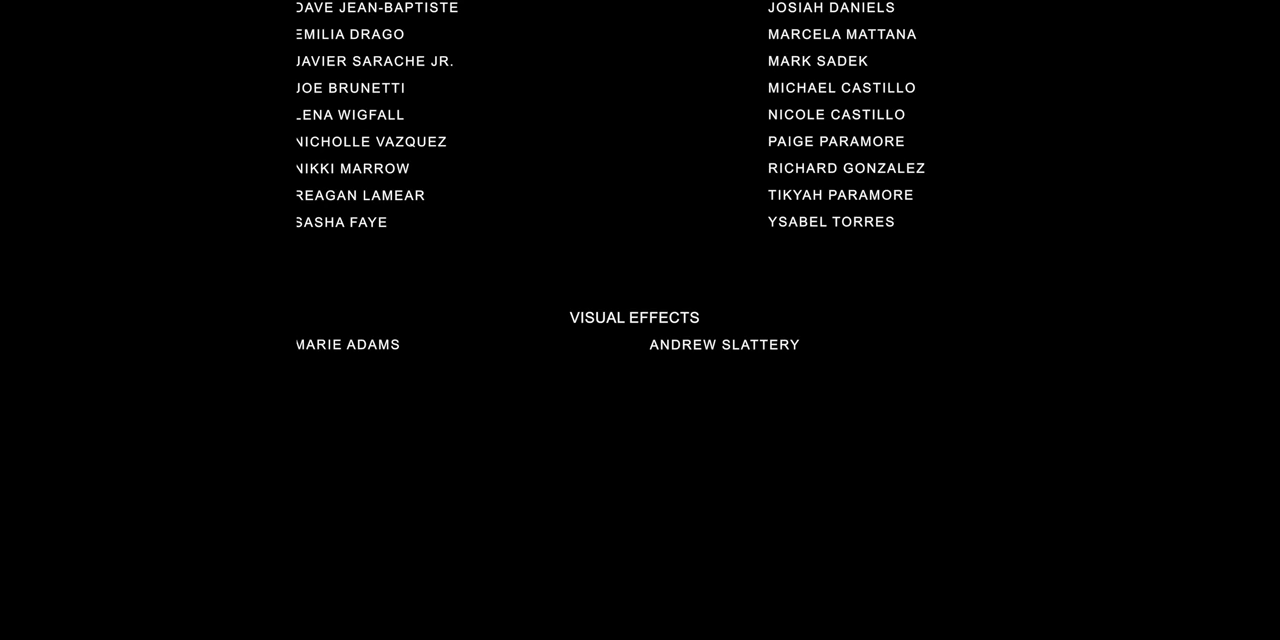 DAVE JEAN-BAPTISTE JOSIAH DANIELS
EMILIA DRAGO MARCELA MATTANA
JAVIER SARACHE JR. MARK SADEK
JOE BRUNETTI MICHAEL CASTILLO
LENA WIGFALL NICOLE CASTILLO
NICHOLLE VAZQUEZ PAIGE PARAMORE
NIKKI MARROW RICHARD GONZALEZ
REAGAN LAMEAR TIKYAH PARAMORE
SASHA FAYE YSABEL TORRES
VISUAL EFFECTS
MARIE ADAMS ANDREW SLATTERY